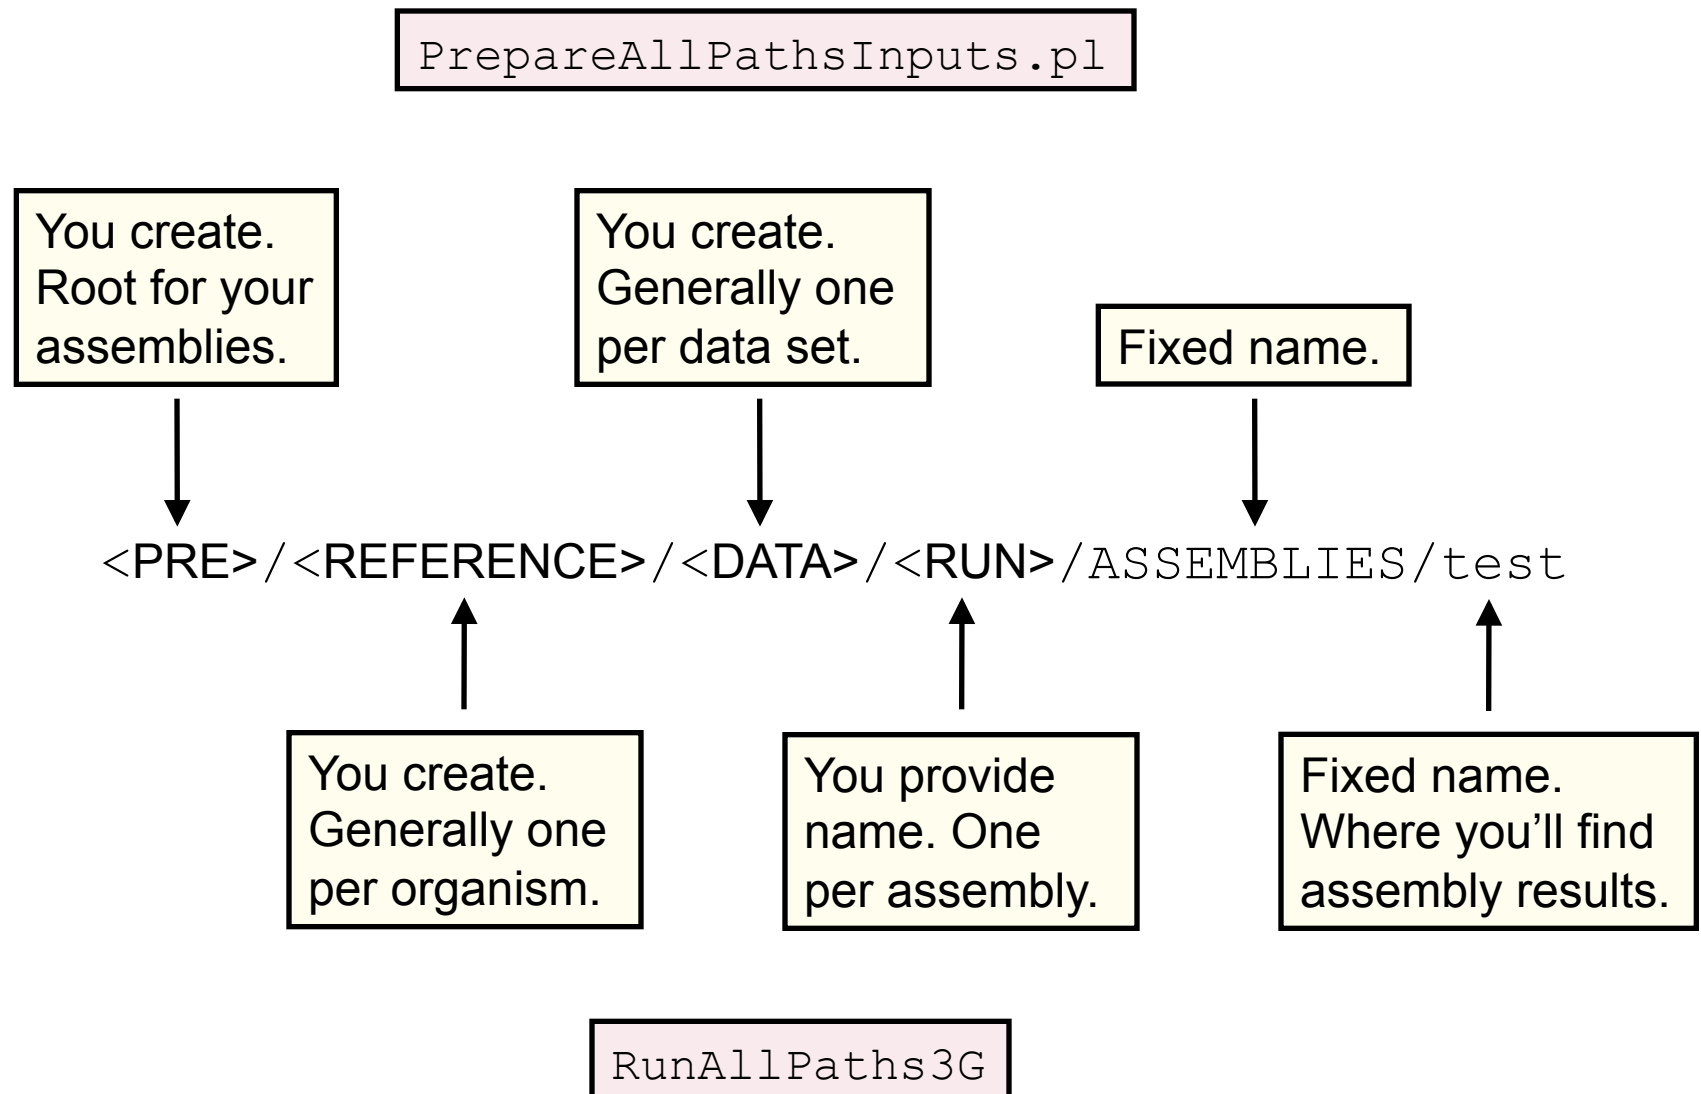 PrepareAllPathsInputs.pl
You create.
Root for your
assemblies.
You create.
Generally one
per data set.
Fixed name.
<PRE>/<REFERENCE>/<DATA>/<RUN>/ASSEMBLIES/test
You create.
Generally one
per organism.
You provide
name. One
per assembly.
Fixed name.
Where you’ll find
assembly results.
RunAllPaths3G